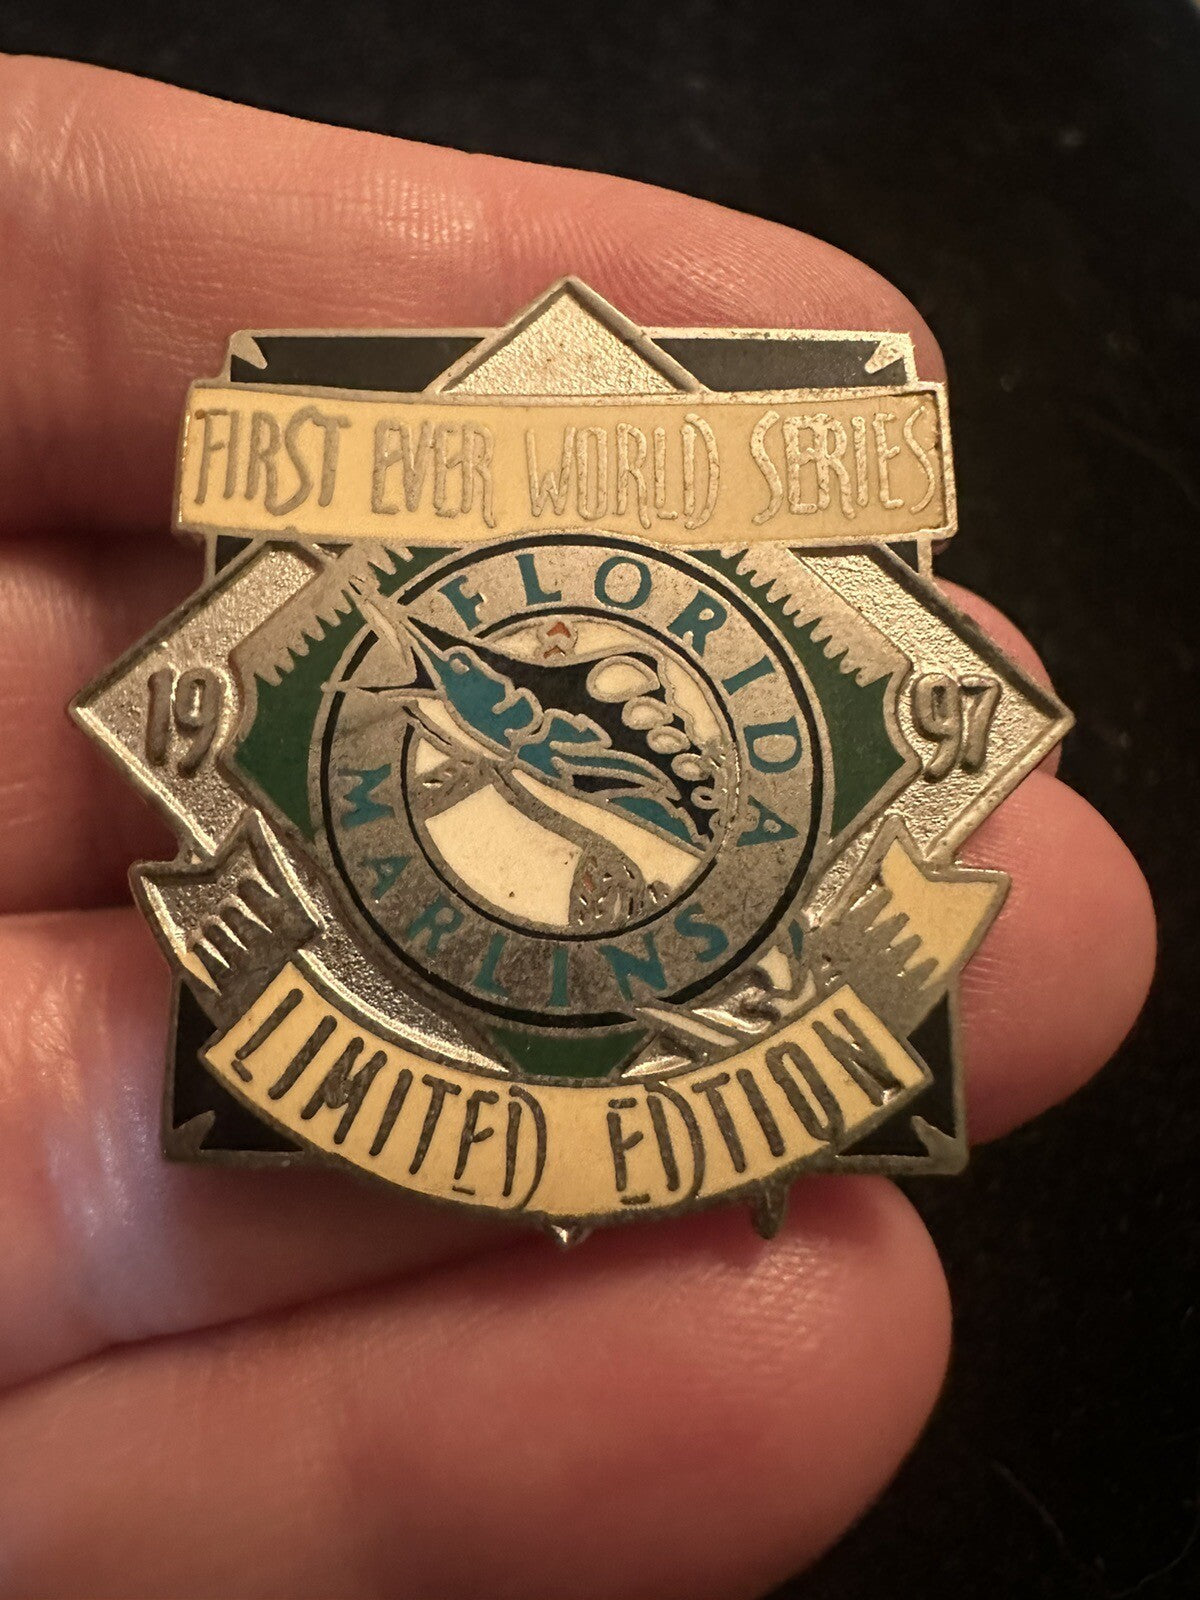 FIRST EVER WORLD SERIES
FLORIDA
19 97
MARLINS
LIMITED EDITION